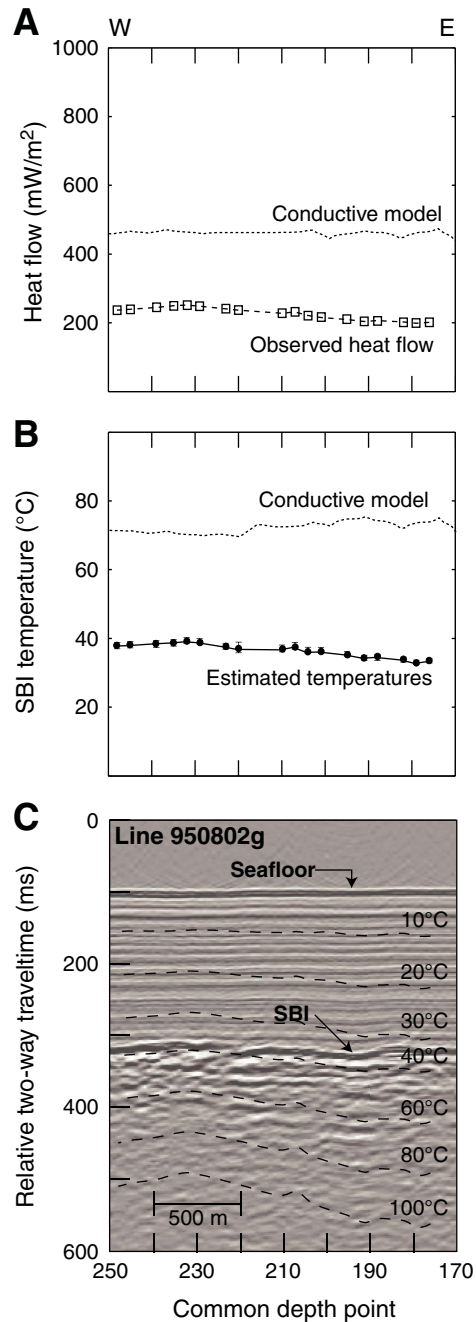 A
W E
1000
800
600
400
200
Heat flow (mW/m2)
Conductive model
Observed heat flow
B
80
60
40
20
SBI temperature (°C)
Conductive model
Estimated temperatures
C
0
200
400
600
Relative two-way traveltime (ms)
Line 950802g
Seafloor
10°C
20°C
SBI
30°C
40°C
60°C
80°C
100°C
500 m
250 230 210 190 170
Common depth point